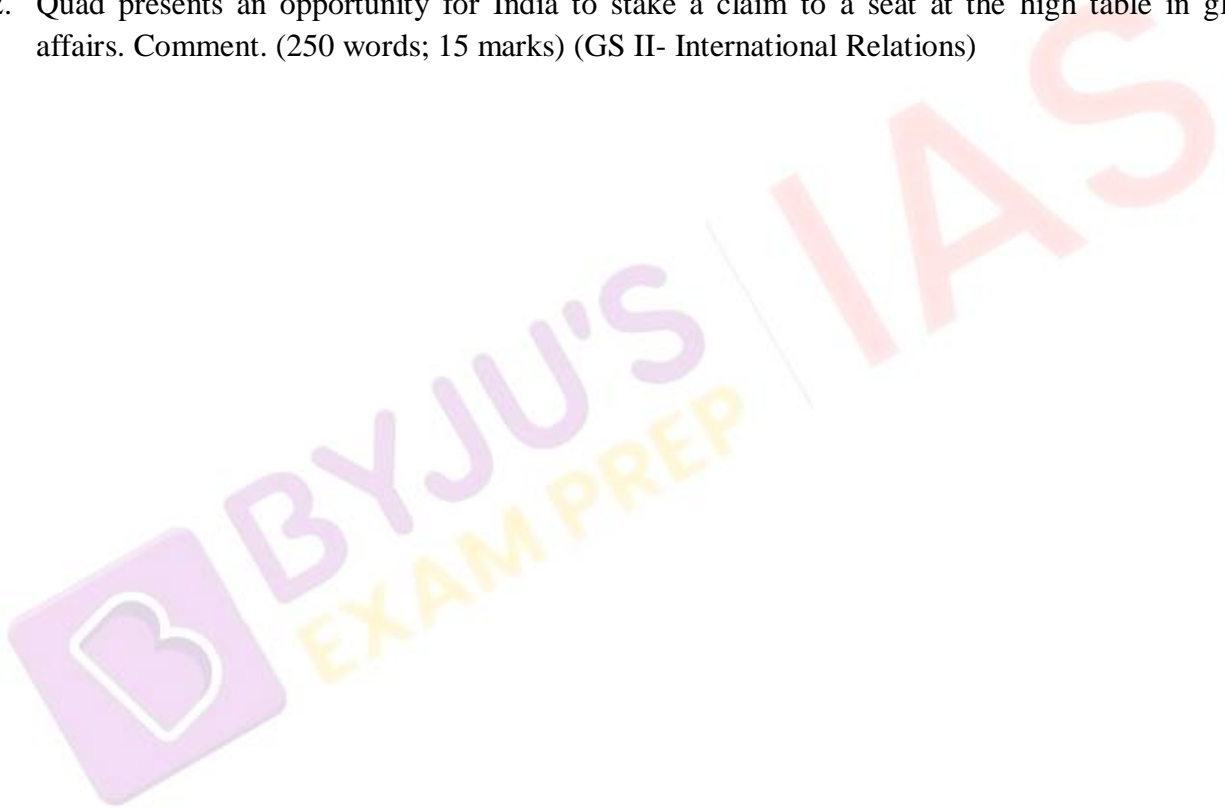 Quad presents an opportunity for India to stake a claim to a seat at the high table in
affairs. Comment. (250 words; 15 marks) (GS II- International Relations)
IAS
BYJU'S
EXAM PREP
B